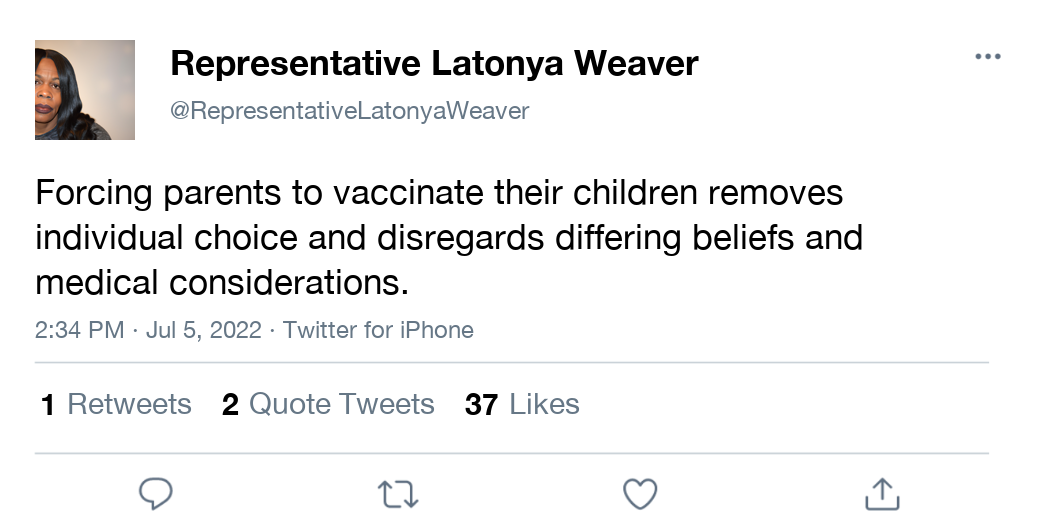 Representative Latonya Weaver
@RepresentativeLatonyaWeaver
Forcing parents to vaccinate their children removes
individual choice and disregards differing beliefs and
medical considerations.
2:34 PM · Jul 5, 2022 · Twitter for iPhone
1 Retweets 2 Quote Tweets 37 Likes